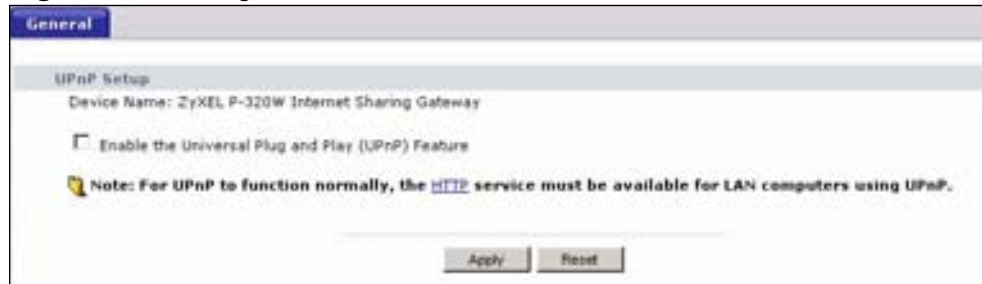 General
UPnP Setup
Device Name: ZyXEL P-320W Internet Sharing Gateway
Enable the Universal Plug and Play (UPnP) Feature
Note: For UPnP to function normally, the HTTP service must be available for LAN computers using UPnP.
Apply Reset